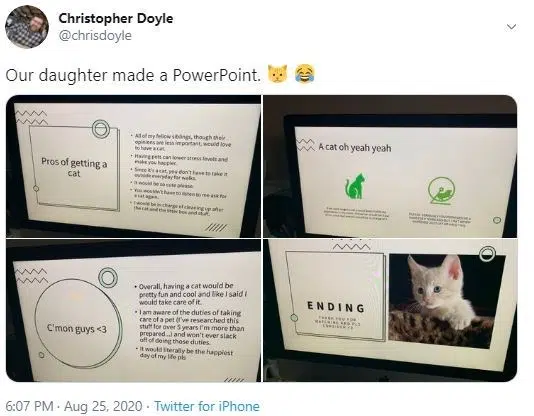 Christopher Doyle
@chrisdoyle
Our daughter made a PowerPoint. 🐱 😂
Pros of getting a
cat
• All of my fellow siblings, though their
opinions are less important, would love
to have a cat.
• Having pets can lower stress levels and
make you happier.
• Since it's a cat, you don't have to take it
outside everyday for walks.
• It would be so cute please.
• You wouldn't have to listen to me ask for
a cat again.
• I would be in charge of cleaning up after
the cat and the litter box and stuff.
A cat oh yeah yeah
C'mon guys <3
• Overall, having a cat would be
pretty fun and cool and like I said I
would take care of it.
• I am aware of the duties of taking
care of a pet (I've researched this
stuff for over 5 years I'm more than
prepared...) and won't ever slack
off of doing those duties.
• It would literally be the happiest
day of my life pls
ENDING
THANK YOU FOR
WATCHING AND PLS
CONSIDER <3
6:07 PM · Aug 25, 2020 · Twitter for iPhone